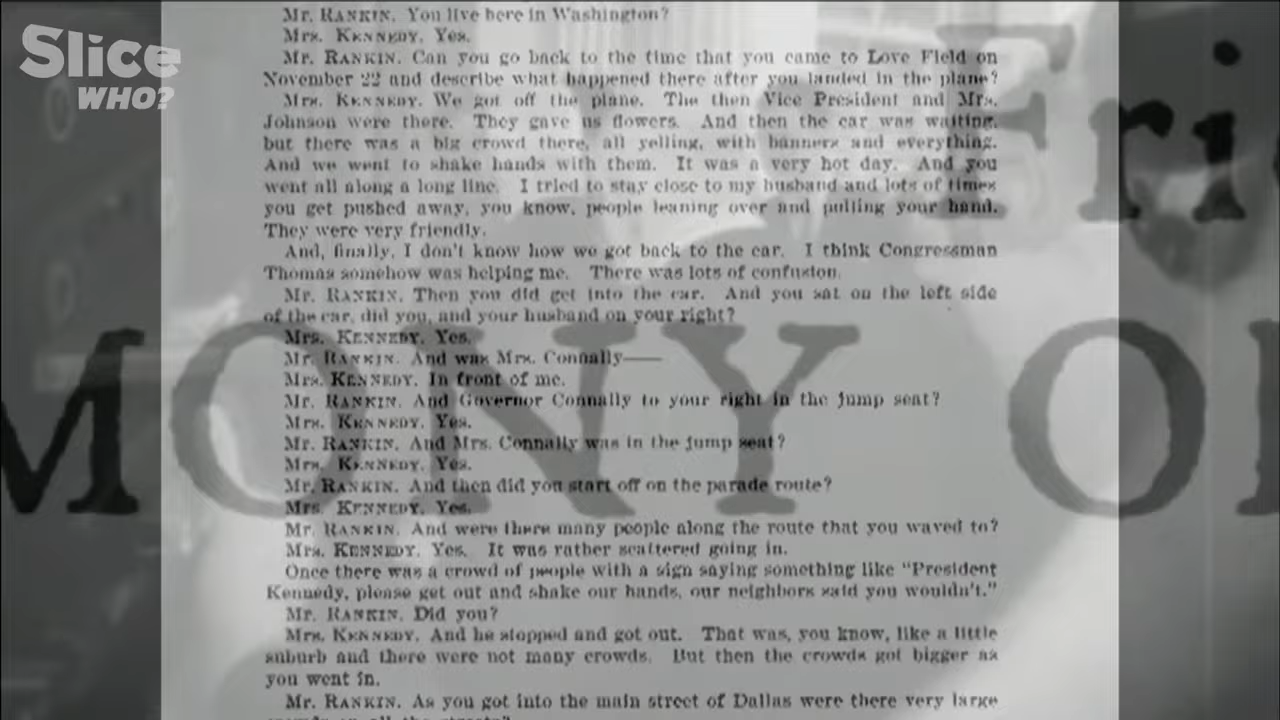 Slice
WHO?
Mr. RANKIN. You live here in Washington?
Mrs. KENNEDY. Yes.
Mr. RANKIN. Can you go back to the time that you came to Love Field on
November 22 and describe what happened there after you landed in the plane?
Mrs. KENNEDY. We got off the plane. The then Vice President and Mrs.
Johnson were there. They gave us flowers. And then the car was waiting,
but there was a big crowd there, all yelling, with banners and everything.
And we went to shake hands with them. It was a very hot day. And you
went all along a long line. I tried to stay close to my husband and lots of times
you get pushed away, you know, people leaning over and pulling your hand.
They were very friendly.
And, finally, I don't know how we got back to the car. I think Congressman
Thomas somehow was helping me. There was lots of confusion.
Mr. RANKIN. Then you did get into the car. And you sat on the left side
of the car, did you, and your husband on your right?
Mrs. KENNEDY. Yes.
Mr. RANKIN. And was Mrs. Connally——
Mrs. KENNEDY. In front of me.
Mr. RANKIN. And Governor Connally to your right in the jump seat?
Mrs. KENNEDY. Yes.
Mr. RANKIN. And Mrs. Connally was in the jump seat?
Mrs. KENNEDY. Yes.
Mr. RANKIN. And then did you start off on the parade route?
Mrs. KENNEDY. Yes.
Mr. RANKIN. And were there many people along the route that you waved to?
Mrs. KENNEDY. Yes. It was rather scattered going in.
Once there was a crowd of people with a sign saying something like "President
Kennedy, please get out and shake our hands, our neighbors said you wouldn't."
Mr. RANKIN. Did you?
Mrs. KENNEDY. And he stopped and got out. That was, you know, like a little
suburb and there were not many crowds. But then the crowds got bigger as
you went in.
Mr. RANKIN. As you got into the main street of Dallas were there very large
Fri
MONY O